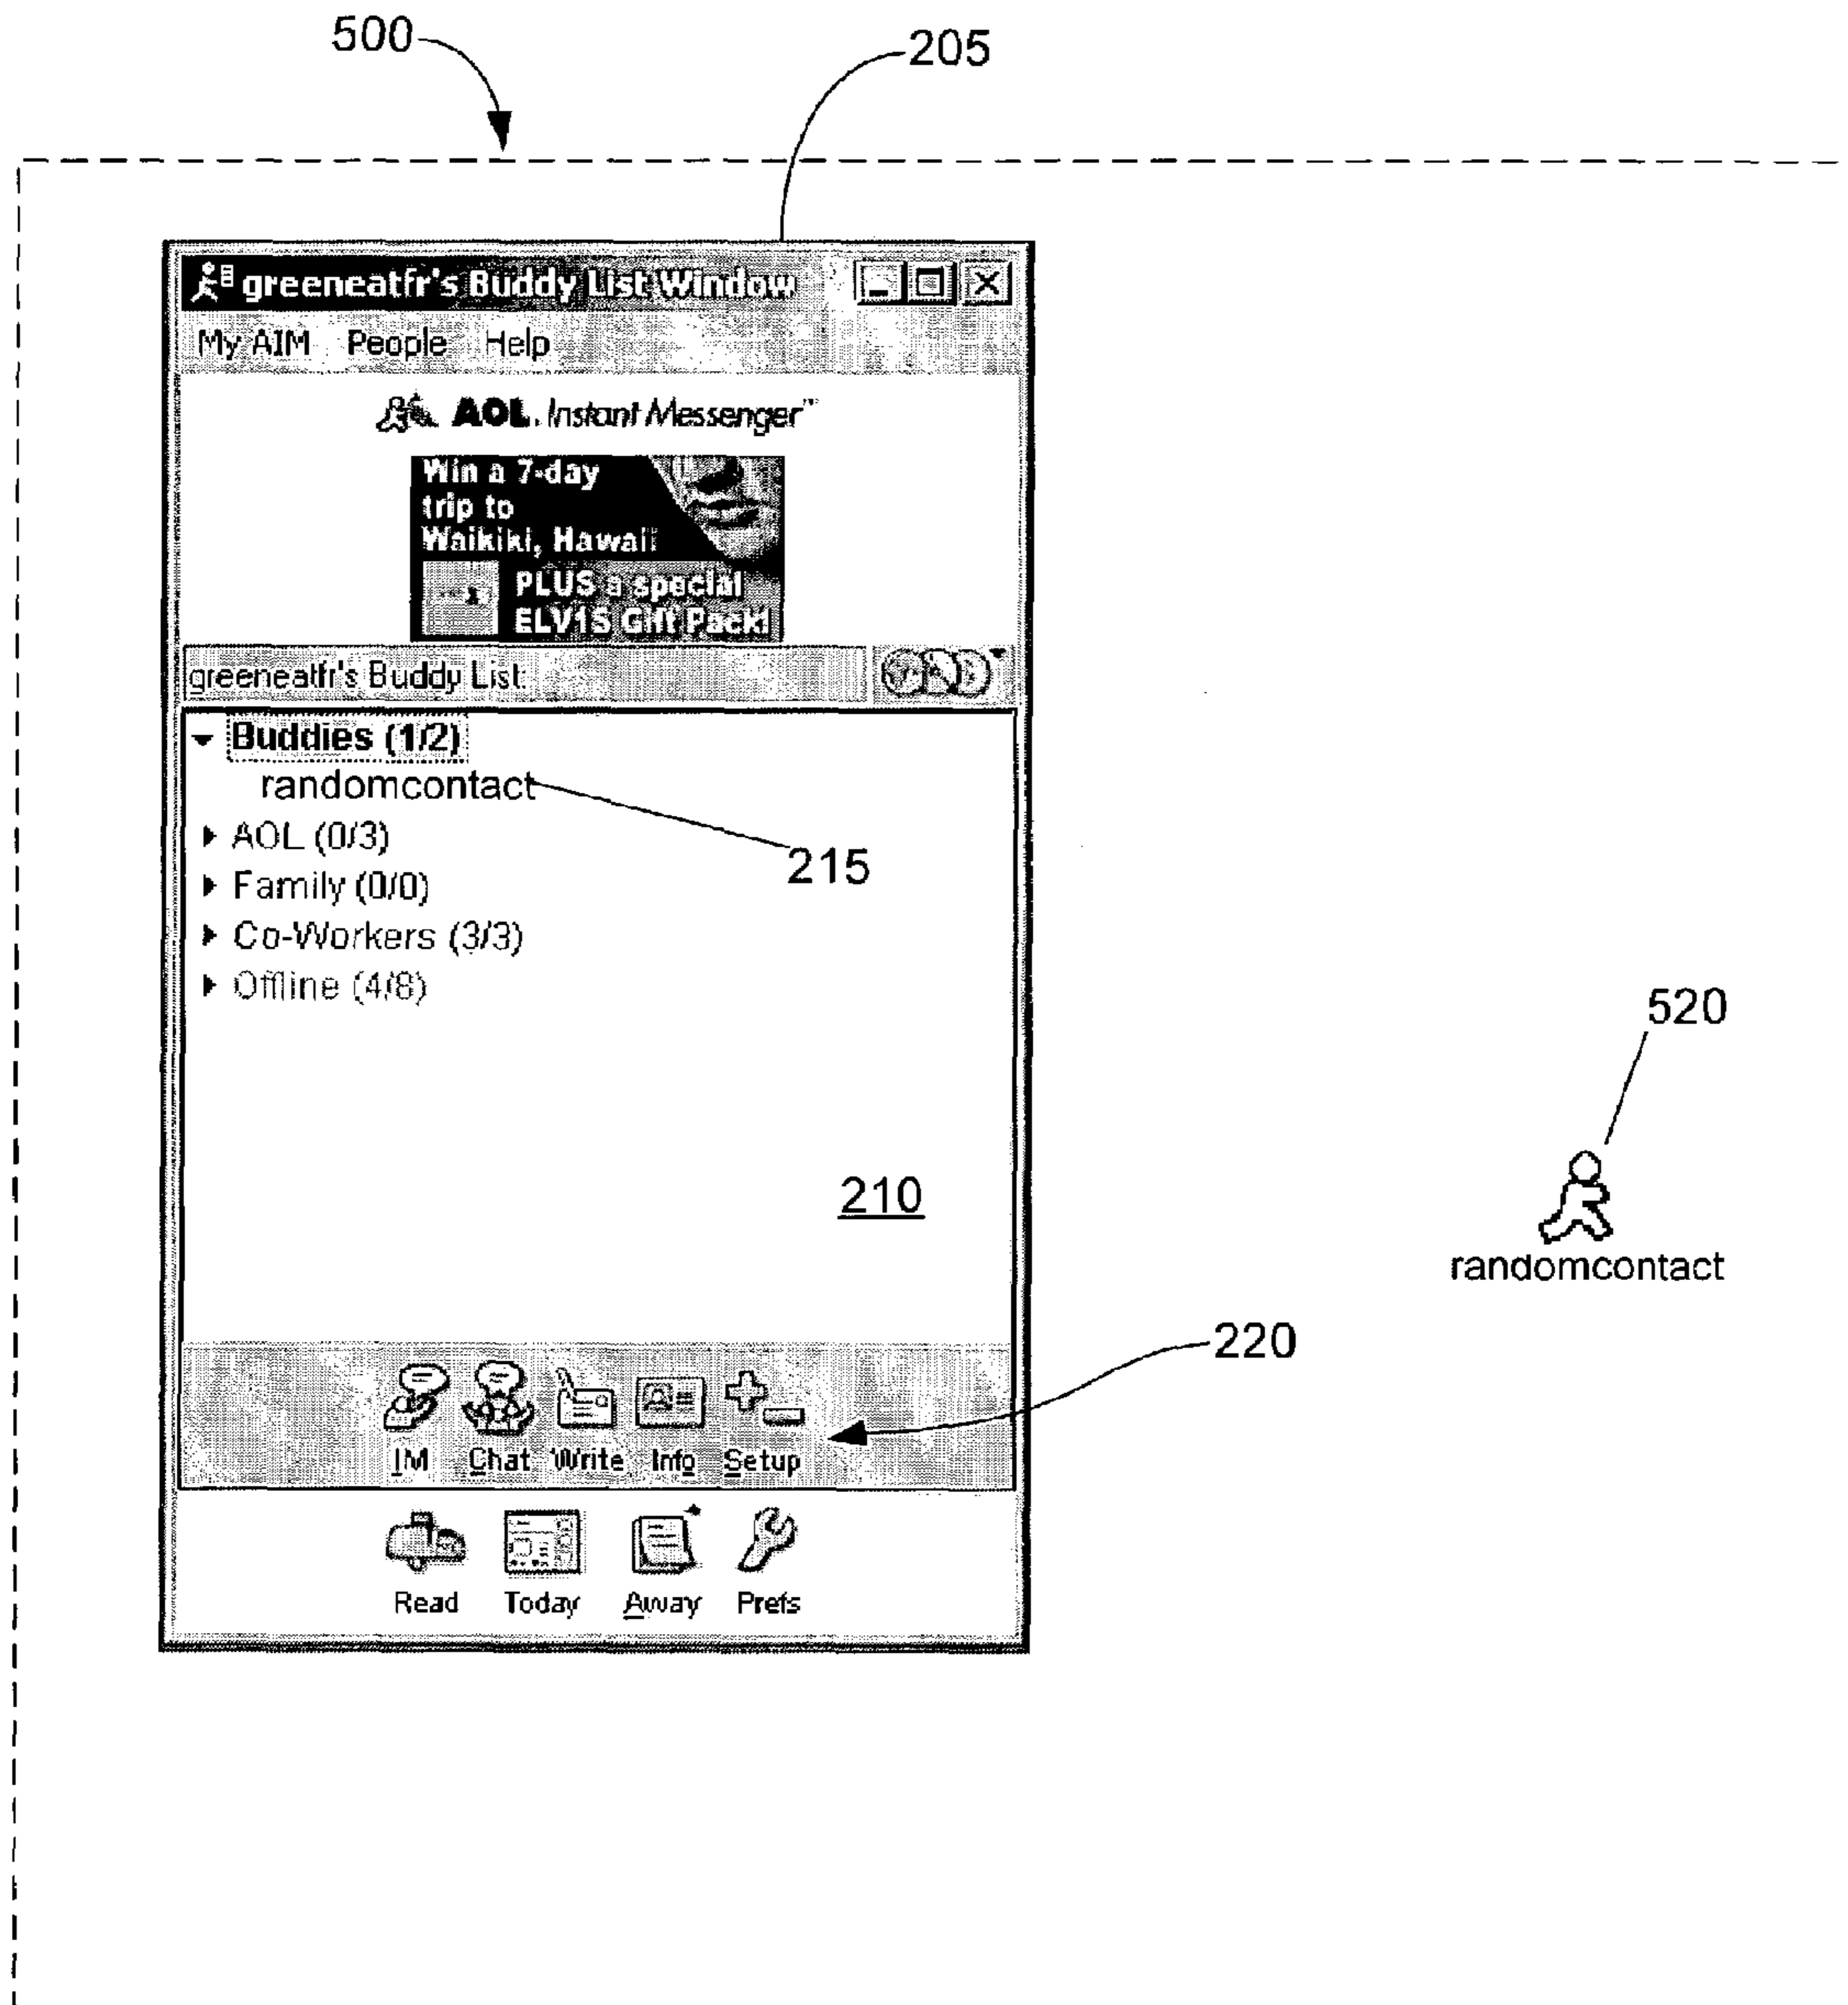 500
205
greeneatfr's Buddy List Window
My AIM People Help
AOL Instant Messenger™
Win a 7-day
trip to
Waikiki, Hawaii
PLUS a special
ELV1S Gift Pack!
greeneatfr's Buddy List
Buddies (1/2)
randomcontact
AOL (0/3)
215
Family (0/0)
Co-Workers (3/3)
Offline (4/8)
520
210
randomcontact
220
IM Chat Write Info Setup
Read Today Away Prefs